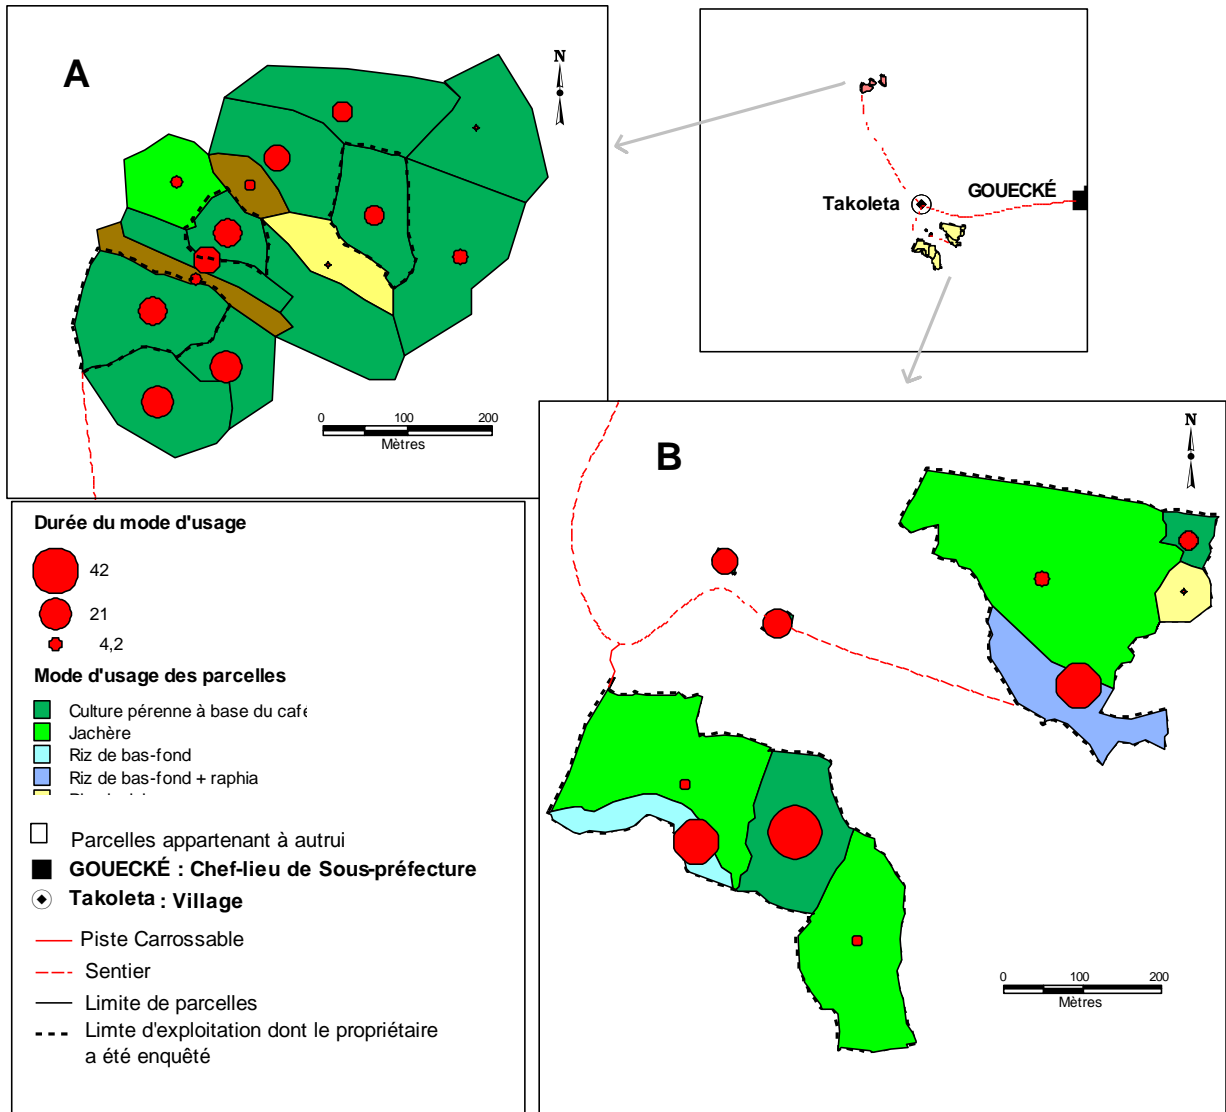 A
N
0 100 200
Mètres
Takoleta
GOUECKÉ
B
N
0 100 200
Mètres
Durée du mode d'usage
42
21
4,2
Mode d'usage des parcelles
Culture pérenne à base du café
Jachère
Riz de bas-fond
Riz de bas-fond + raphia
Parcelles appartenant à autrui
GOUECKÉ : Chef-lieu de Sous-préfecture
Takoleta : Village
Piste Carrossable
Sentier
Limite de parcelles
Limte d'exploitation dont le propriétaire
a été enquêté